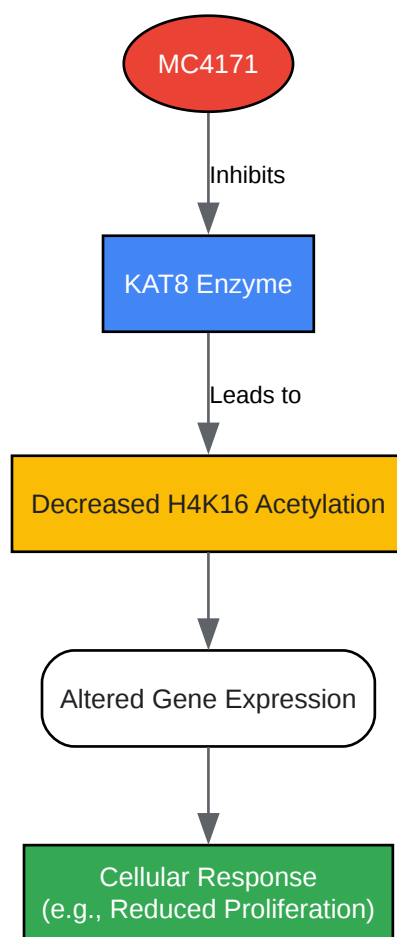 MC4171
Inhibits
KAT8 Enzyme
Leads to
Decreased H4K16 Acetylation
Altered Gene Expression
Cellular Response
(e.g., Reduced Proliferation)